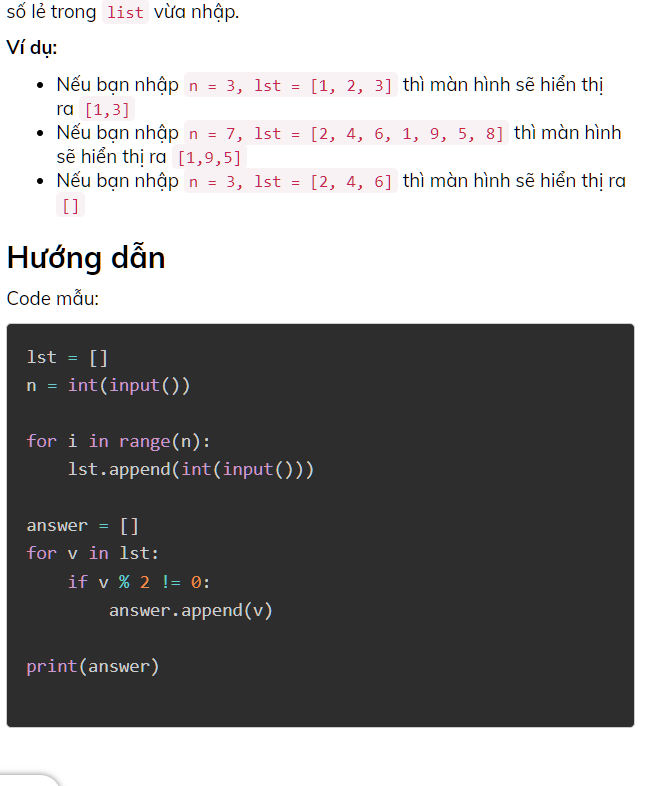 số lẻ trong list vừa nhập.
Ví dụ:
Nếu bạn nhập n = 3, lst = [1, 2, 3] thì màn hình sẽ hiển thị
ra [1,3]
Nếu bạn nhập n = 7, lst = [2, 4, 6, 1, 9, 5, 8] thì màn hình
sẽ hiển thị ra [1,9,5]
Nếu bạn nhập n = 3, lst = [2, 4, 6] thì màn hình sẽ hiển thị ra
[]
Hướng dẫn
Code mẫu:
lst = []
n = int(input())
for i in range(n):
    lst.append(int(input()))
answer = []
for v in lst:
    if v % 2 != 0:
        answer.append(v)
print(answer)